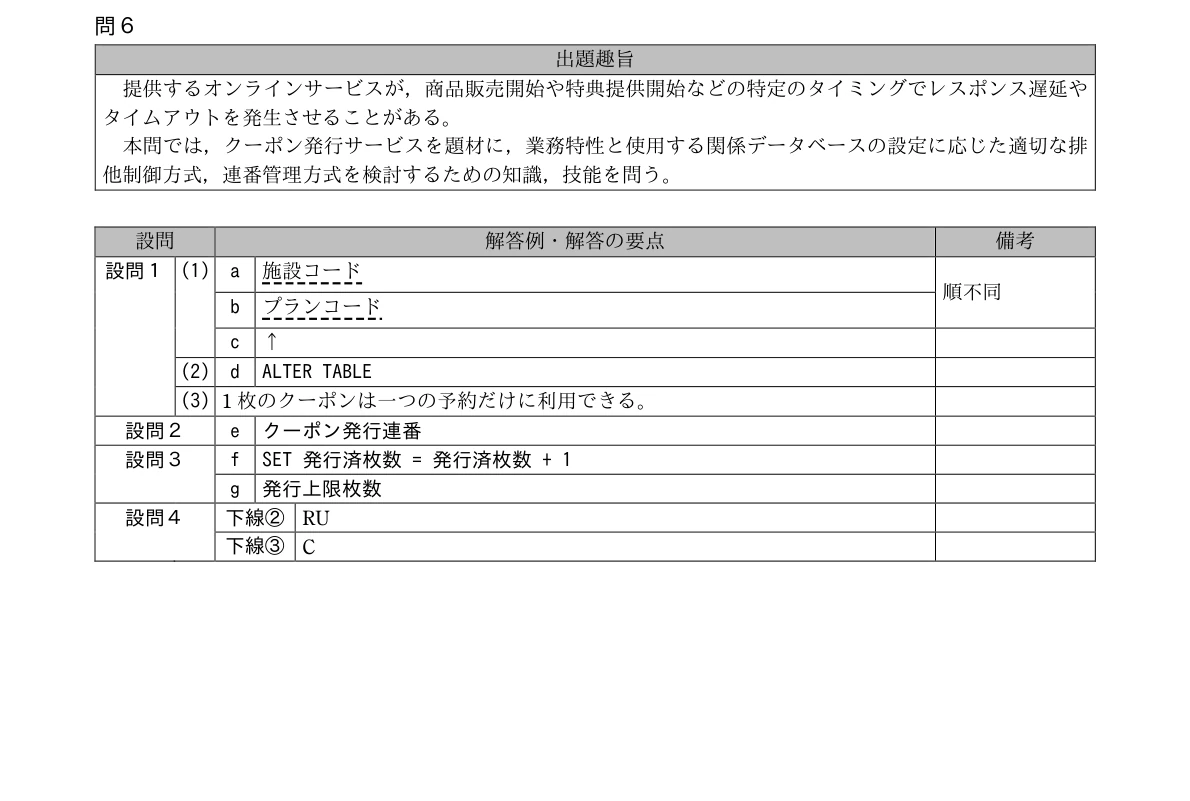 問6
出題趣旨
提供するオンラインサービスが，商品販売開始や特典提供開始などの特定のタイミングでレスポンス遅延や
タイムアウトを発生させることがある。
本問では，クーポン発行サービスを題材に，業務特性と使用する関係データベースの設定に応じた適切な排
他制御方式，連番管理方式を検討するための知識，技能を問う。
設問 解答例・解答の要点 備考
設問1 (1) a 施設コード 順不同
b プランコード
c ↑
(2) d ALTER TABLE
(3) 1枚のクーポンは一つの予約だけに利用できる。
設問2 e クーポン発行連番
設問3 f SET 発行済枚数 = 発行済枚数 + 1
g 発行上限枚数
設問4 下線② RU
下線③ C